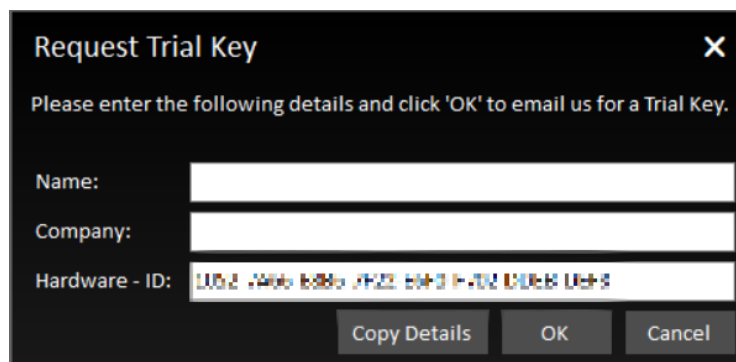 Request Trial Key
Please enter the following details and click 'OK' to email us for a Trial Key.
Name:
Company:
Hardware - ID:
Copy Details OK Cancel